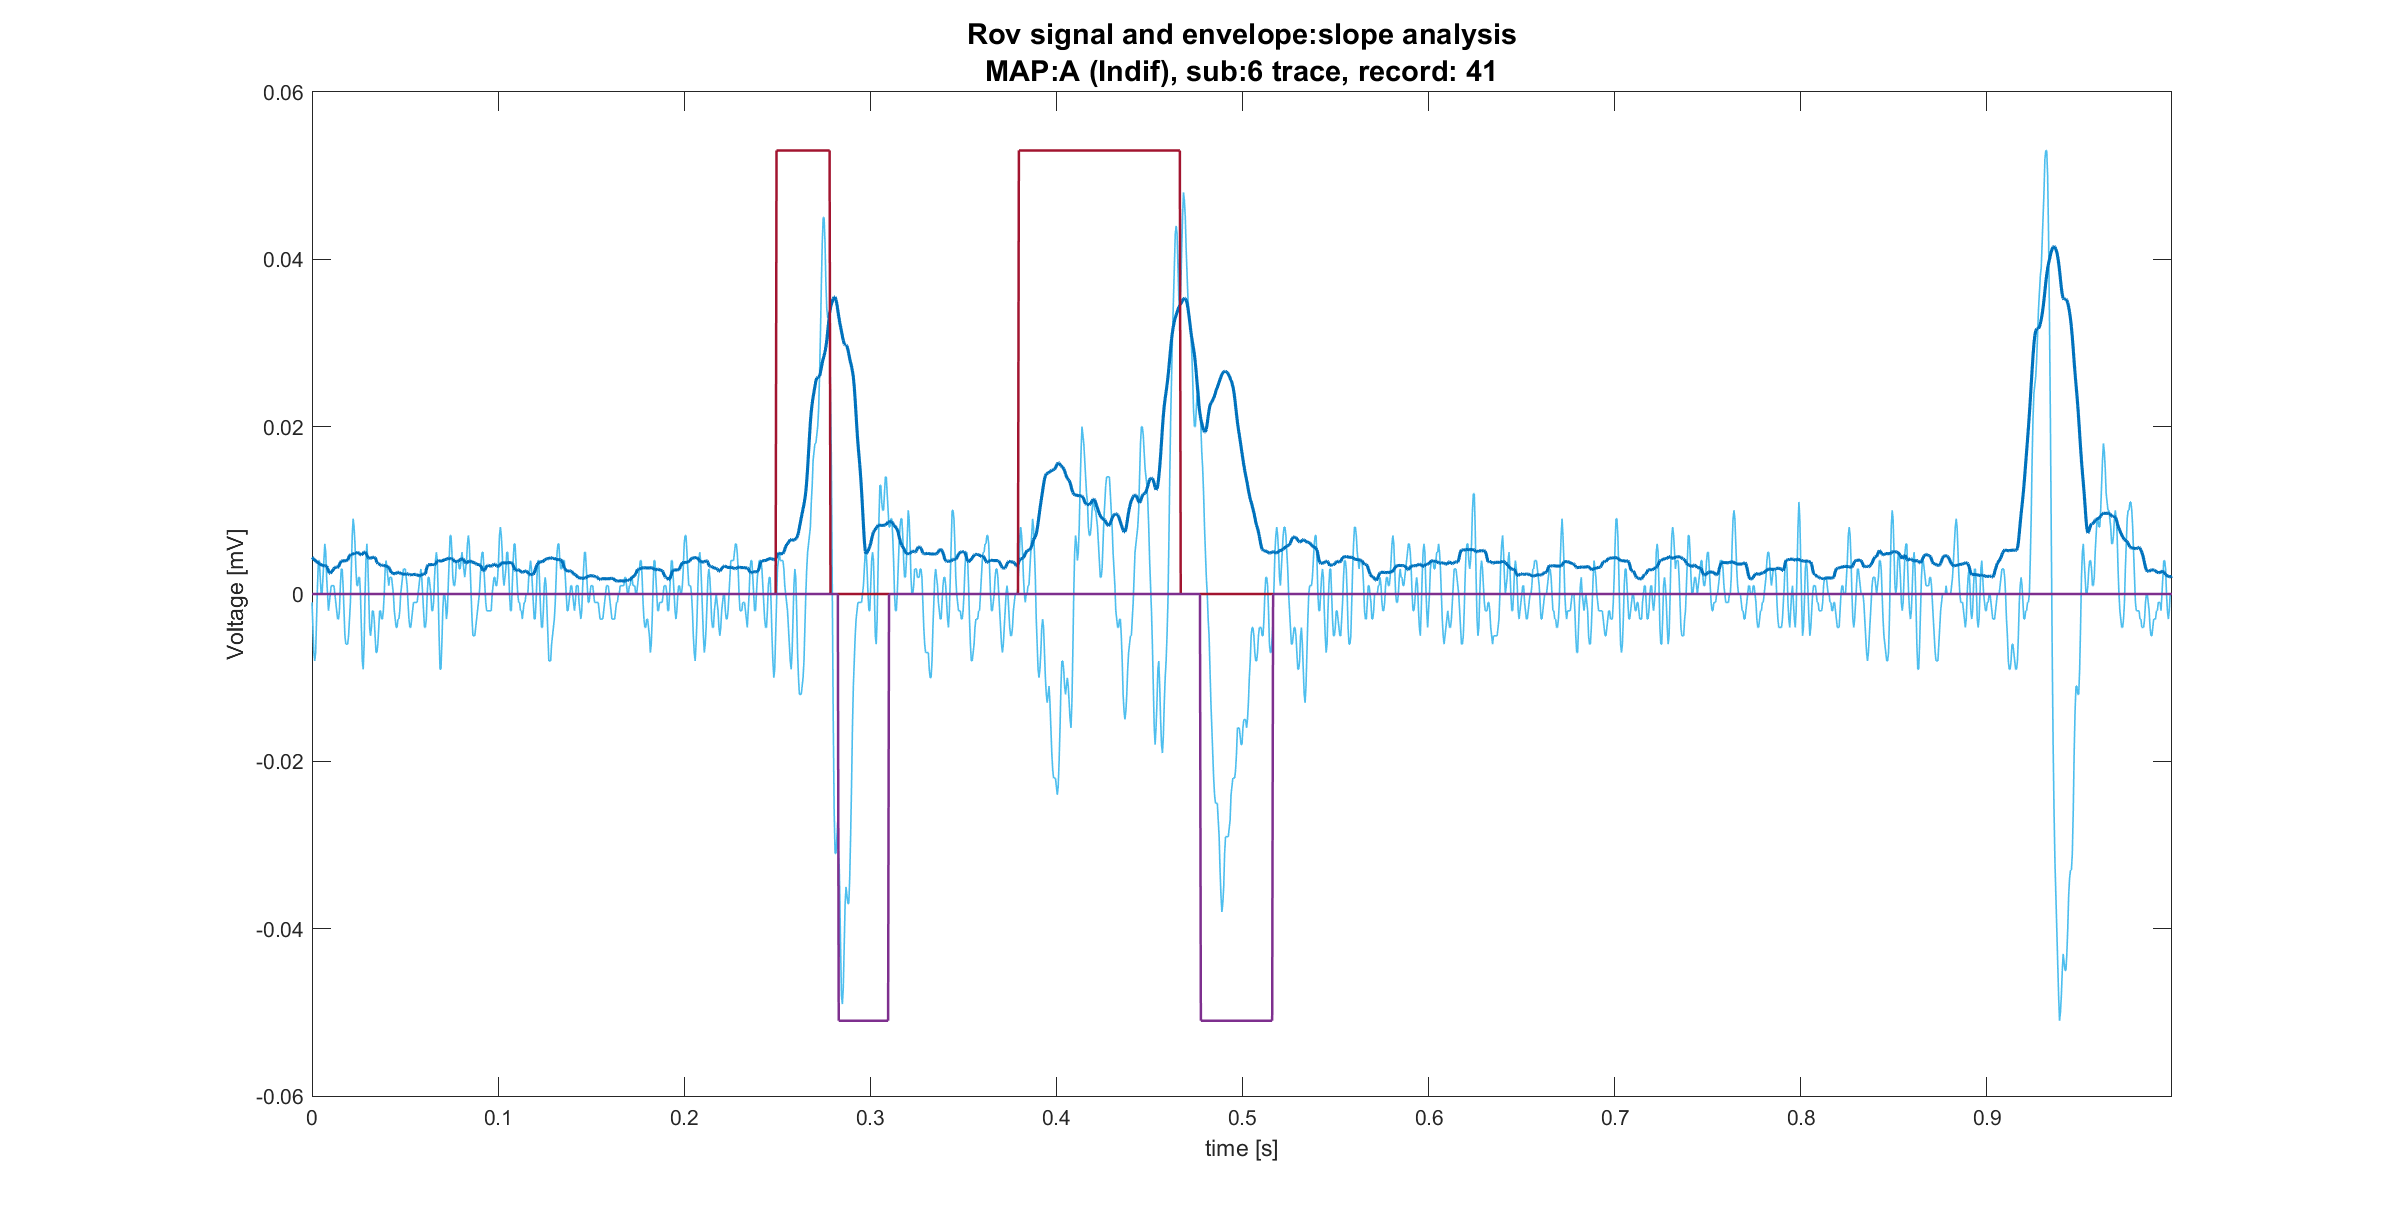 Rov signal and envelope:slope analysis
MAP:A (Indif), sub:6 trace, record: 41
0.06
0.04
0.02
0
-0.02
-0.04
-0.06
Voltage [mV]
0 0.1 0.2 0.3 0.4 0.5 0.6 0.7 0.8 0.9
time [s]